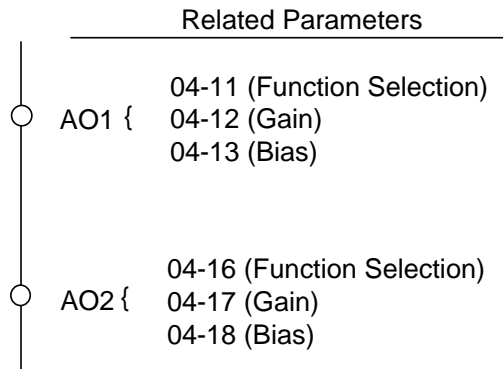 Related Parameters
04-11 (Function Selection)
AO1 { 04-12 (Gain)
04-13 (Bias)
04-16 (Function Selection)
AO2 { 04-17 (Gain)
04-18 (Bias)